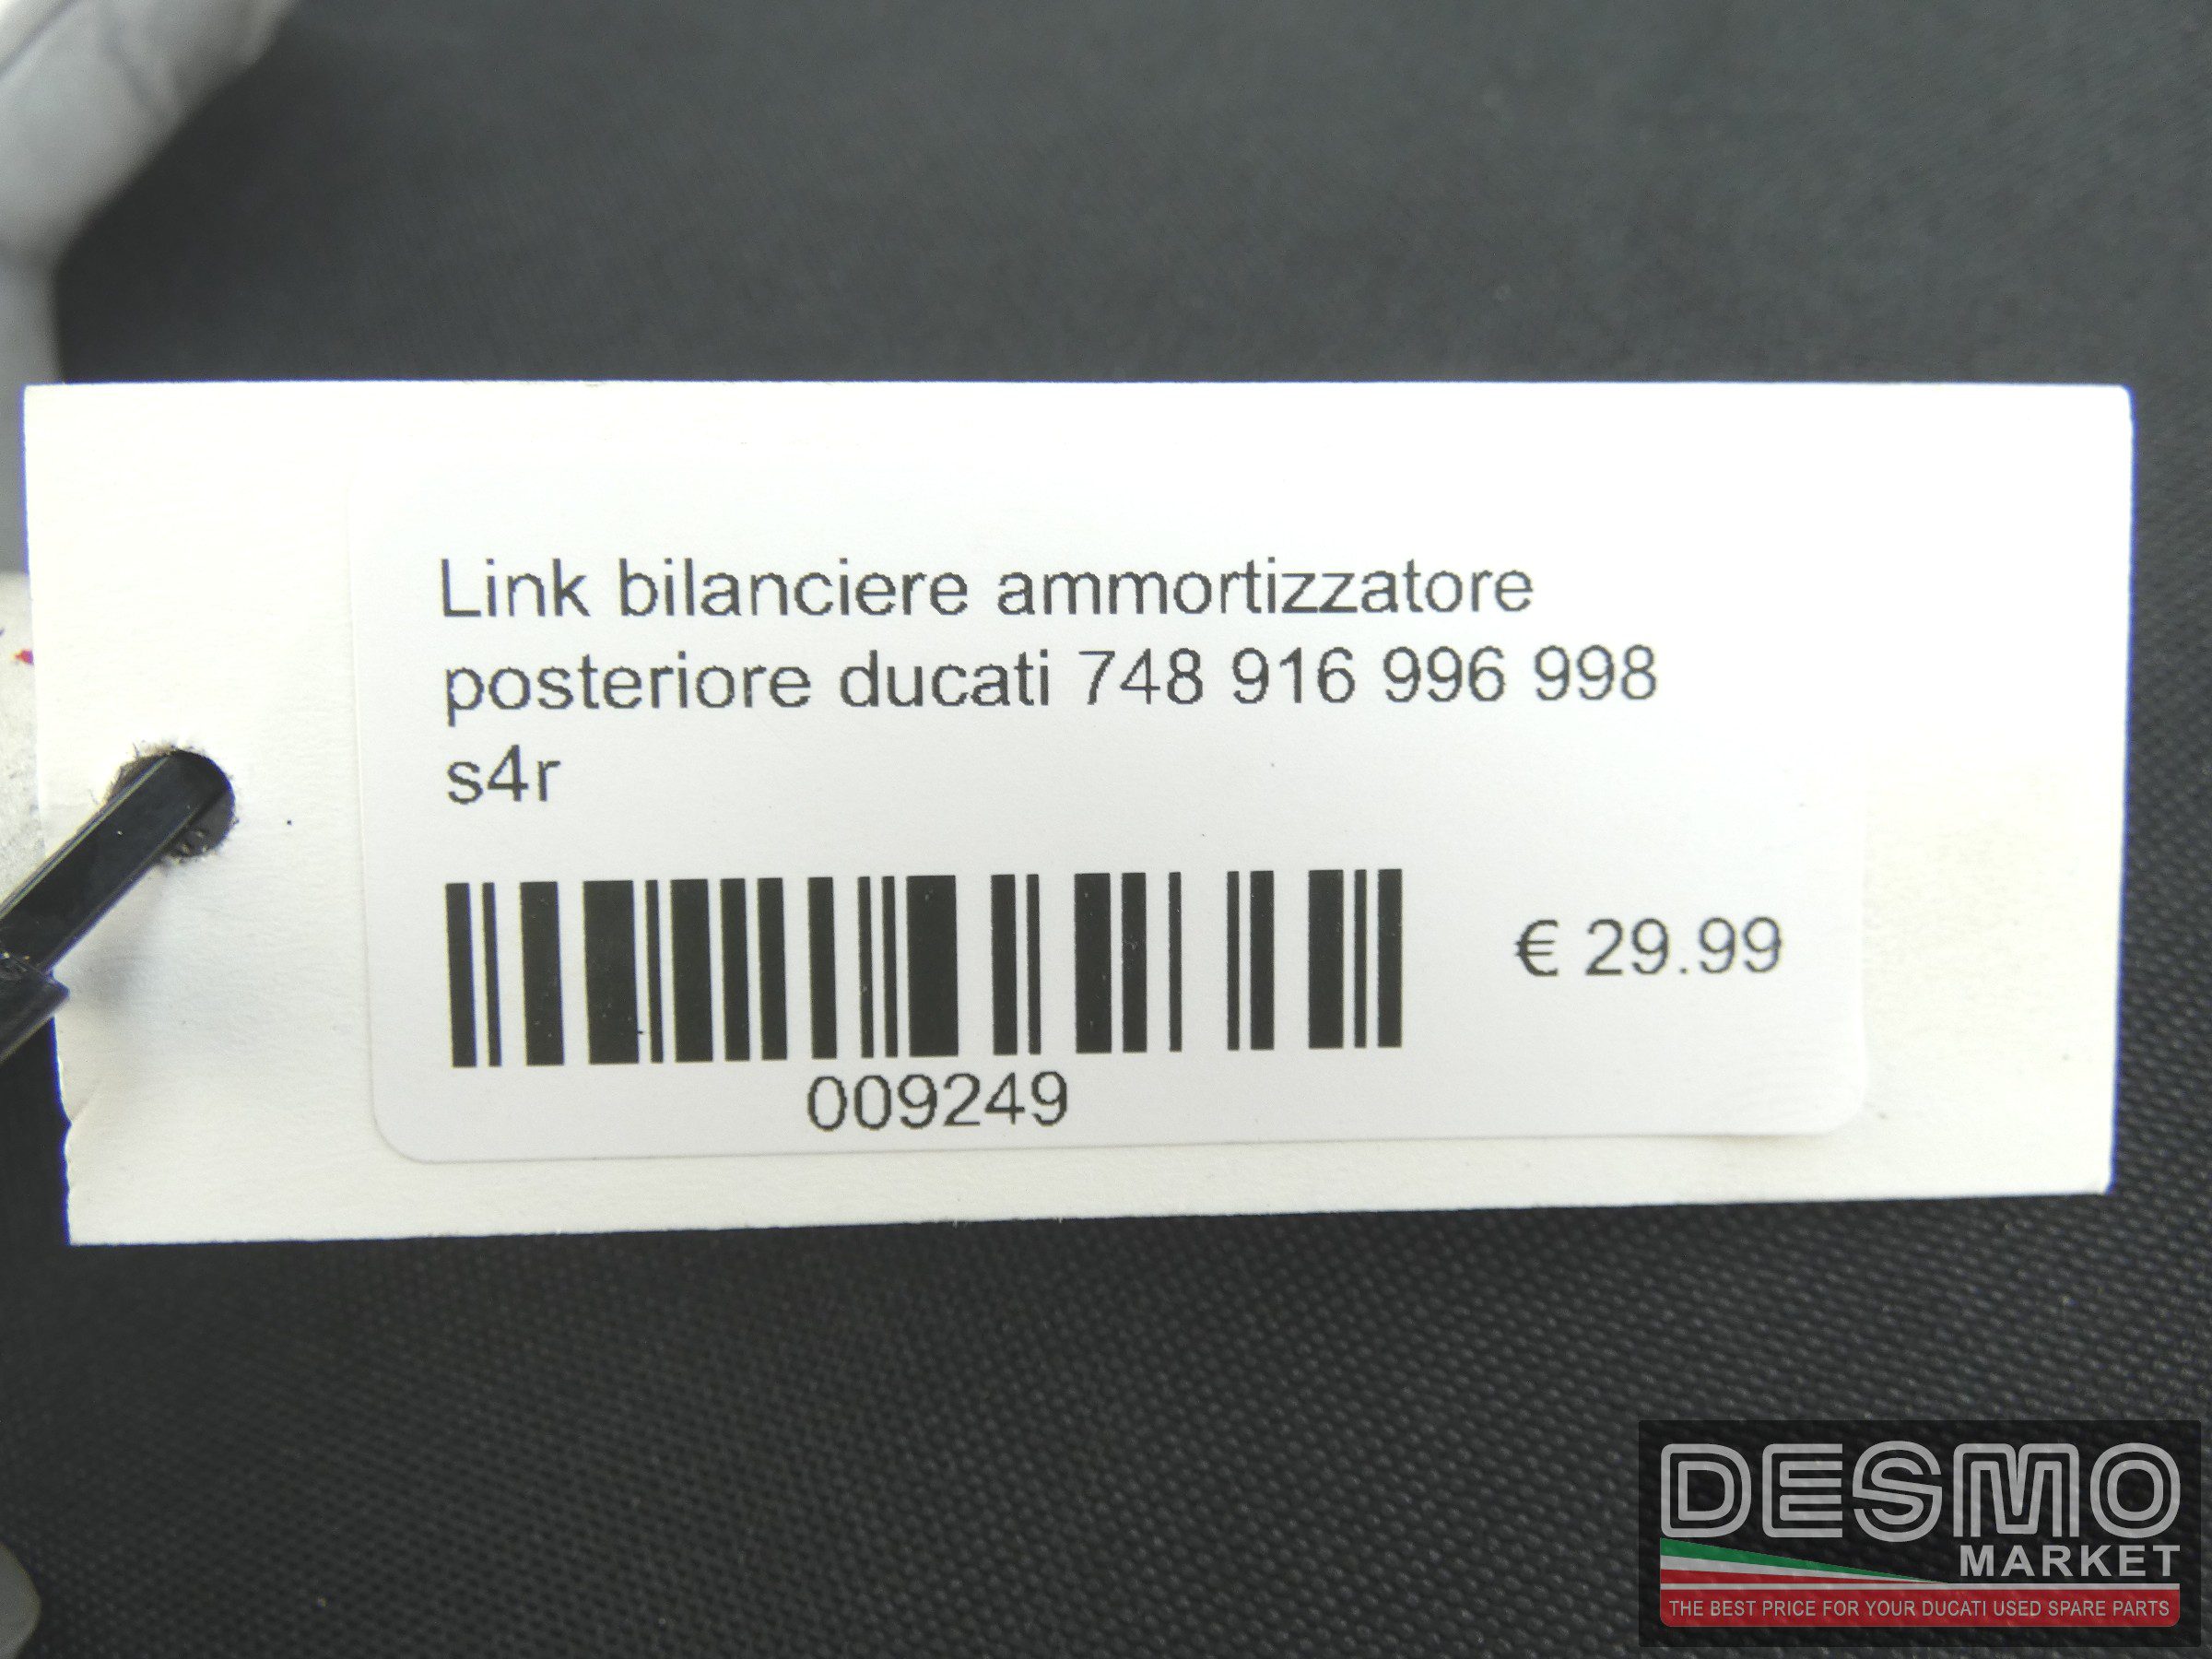 Link bilanciere ammortizzatore
posteriore ducati 748 916 996 998
s4r
€ 29.99
009249
DESMO
MARKET
THE BEST PRICE FOR YOUR DUCATI USED SPARE PARTS